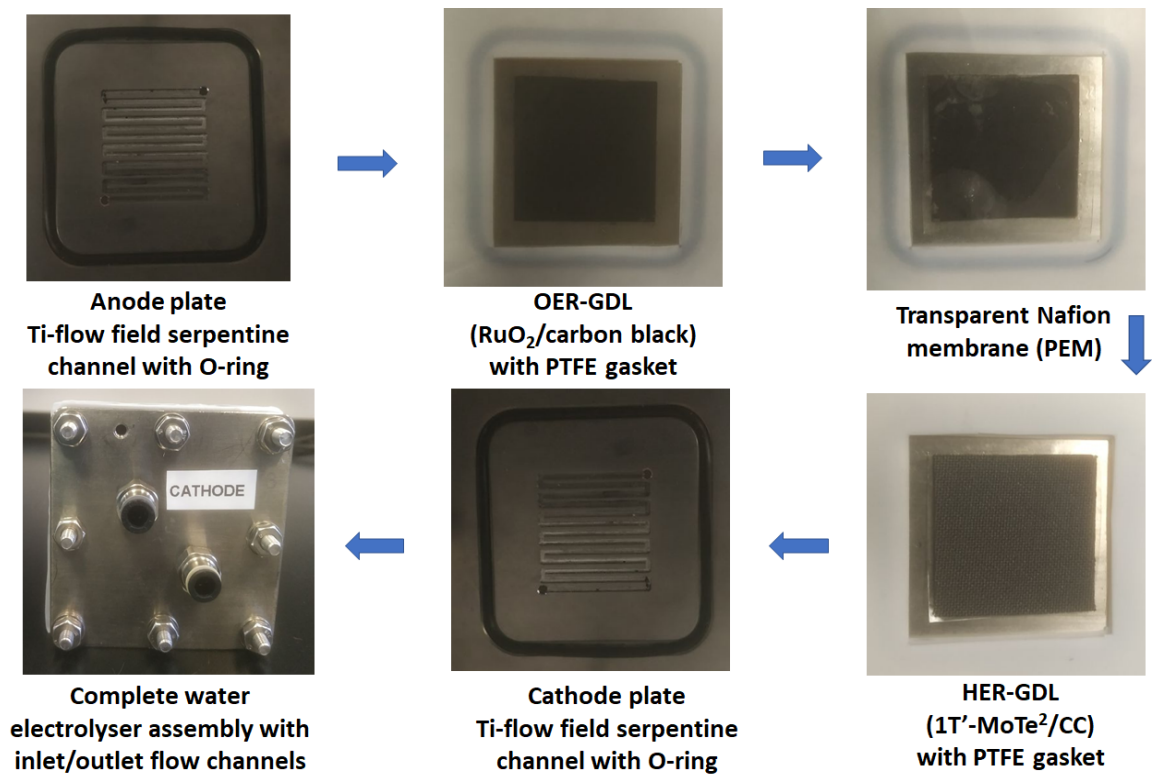 Anode plate
Ti-flow field serpentine
channel with O-ring
OER-GDL
(RuO₂/carbon black)
with PTFE gasket
Transparent Nafion
membrane (PEM)
HER-GDL
(1T’-MoTe²/CC)
with PTFE gasket
Cathode plate
Ti-flow field serpentine
channel with O-ring
CATHODE
Complete water
electrolyser assembly with
inlet/outlet flow channels